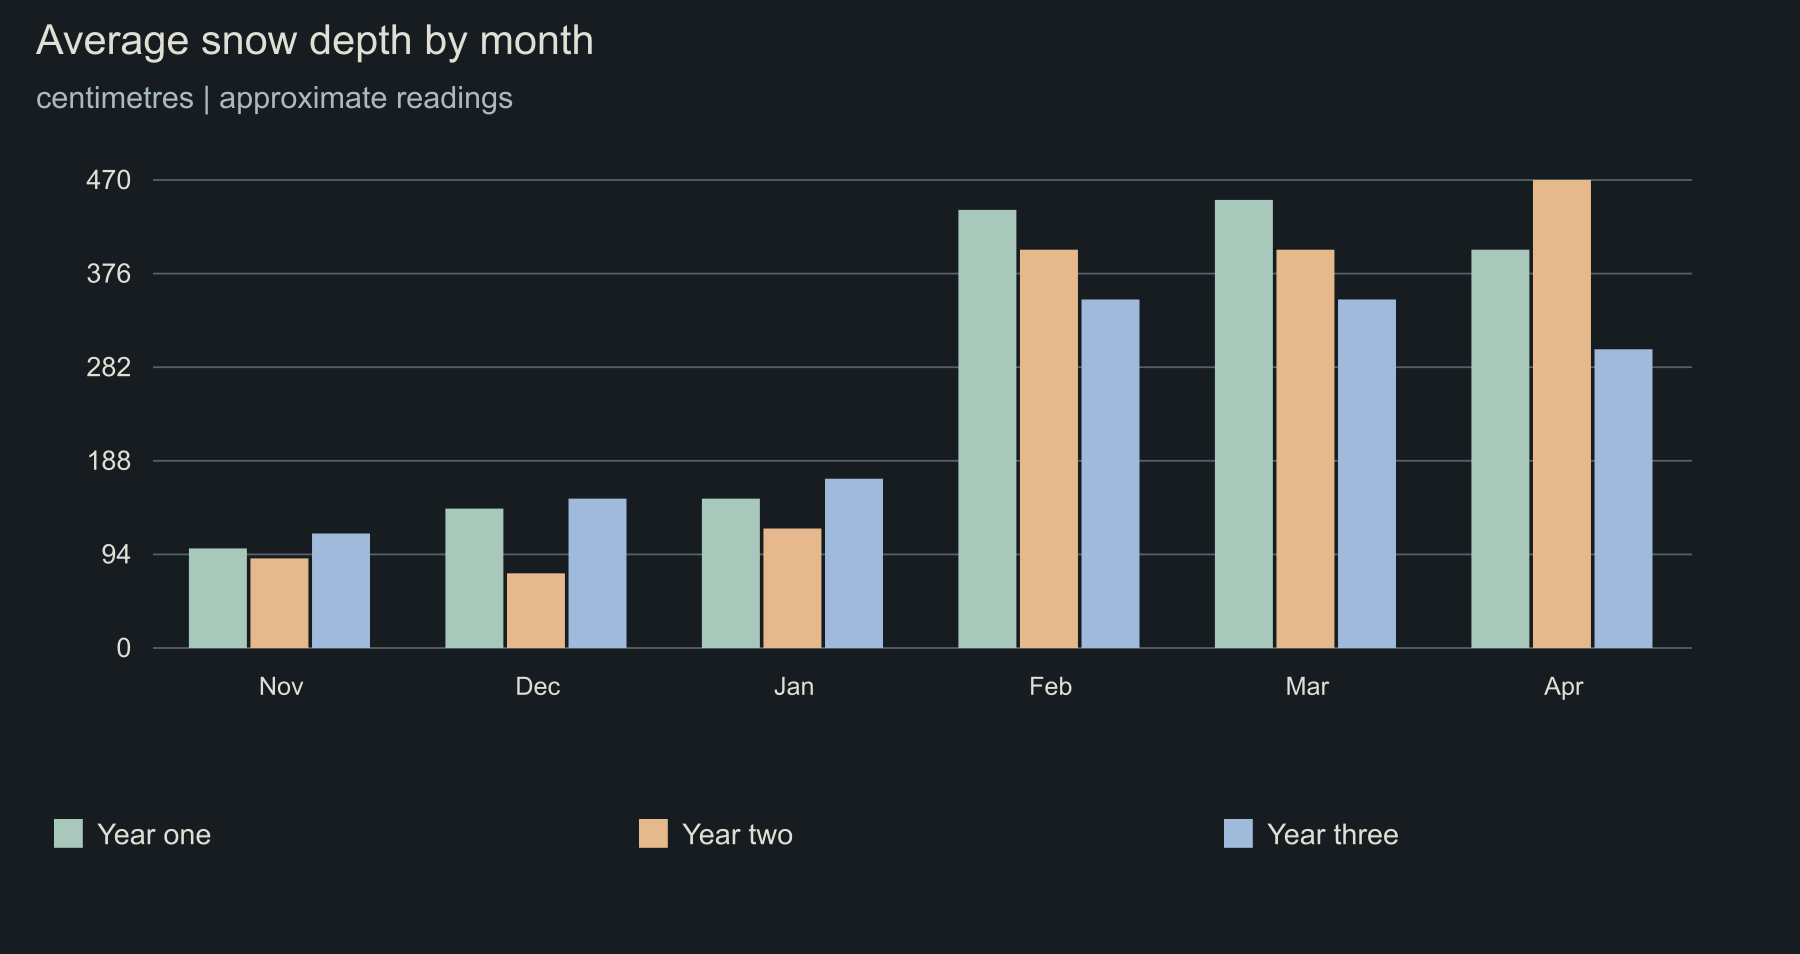 Average snow depth by month
centimetres | approximate readings
470
376
282
188
94
0
Nov Dec Jan Feb Mar Apr
Year one Year two Year three